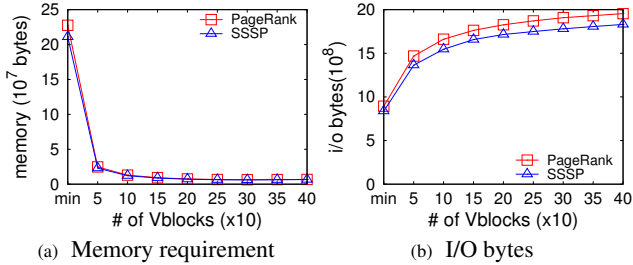 25
20
15
10
5
0
min 5 10 15 20 25 30 35 40
memory (10^7 bytes)
# of Vblocks (x10)
PageRank
SSSP
(a) Memory requirement
20
15
10
5
0
min 5 10 15 20 25 30 35 40
i/o bytes(10^8)
# of Vblocks (x10)
PageRank
SSSP
(b) I/O bytes